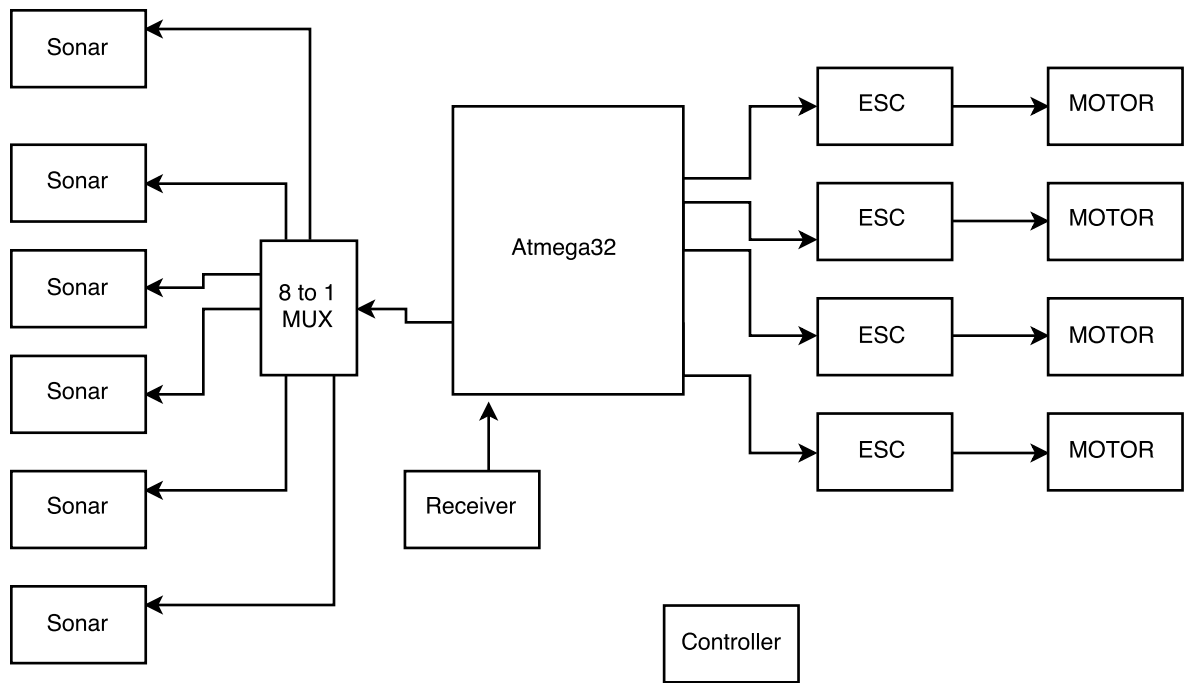 Sonar
Sonar
Sonar
Sonar
Sonar
Sonar
8 to 1
MUX
Atmega32
Receiver
Controller
ESC
MOTOR
ESC
MOTOR
ESC
MOTOR
ESC
MOTOR